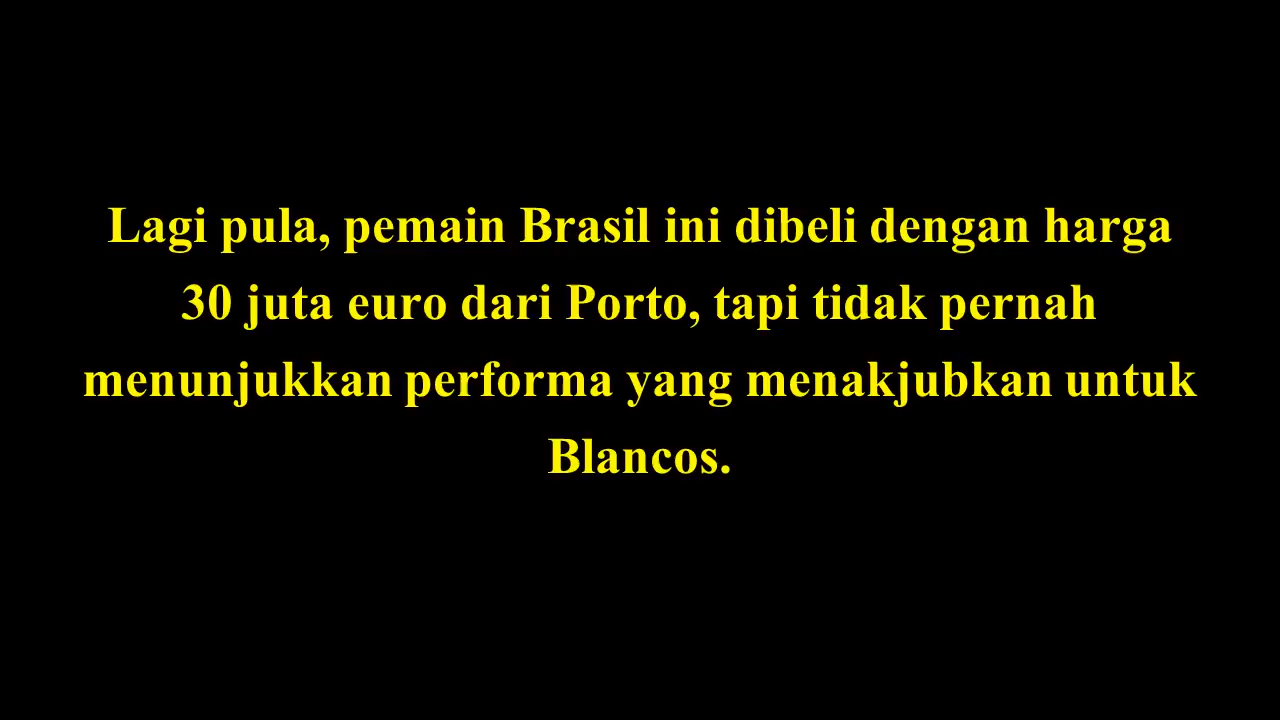 Lagi pula, pemain Brasil ini dibeli dengan harga
30 juta euro dari Porto, tapi tidak pernah
menunjukkan performa yang menakjubkan untuk
Blancos.